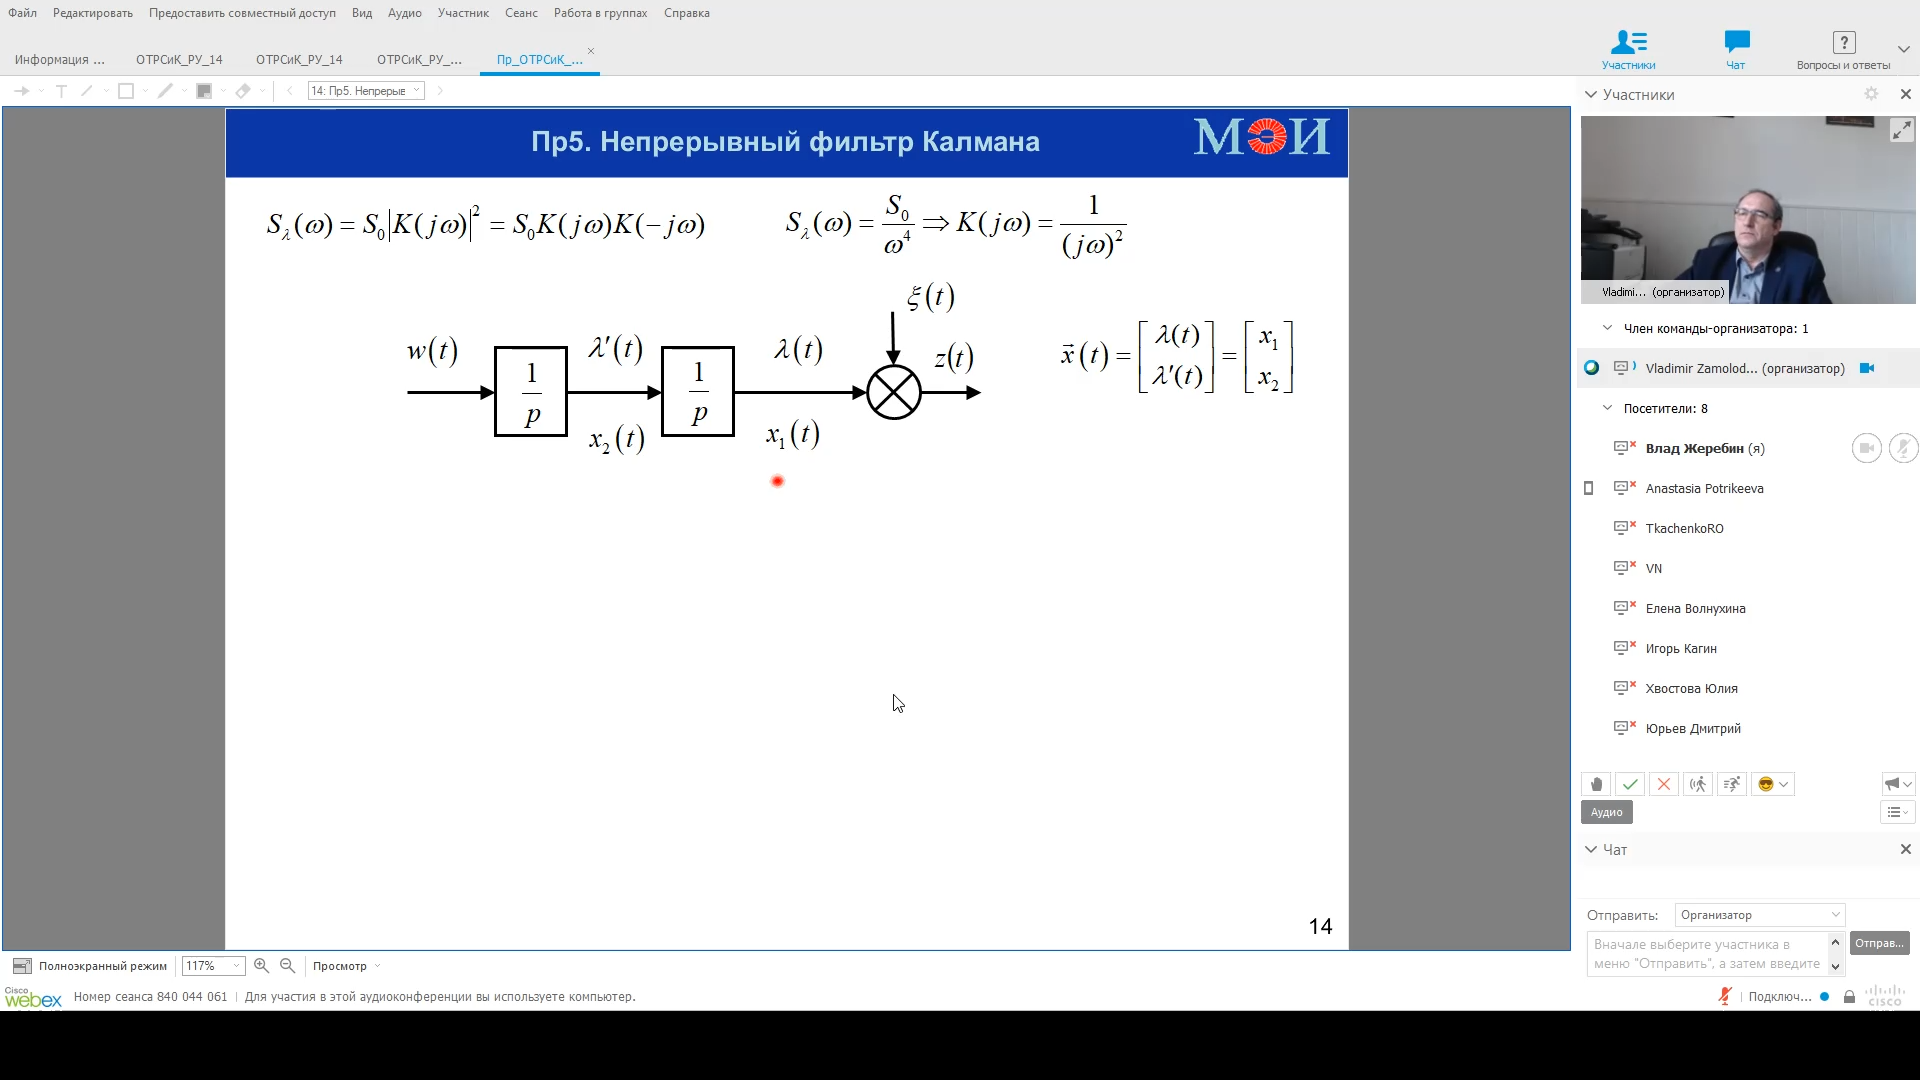 Файл Редактировать Предоставить совместный доступ Вид Аудио Участник Сеанс Работа в группах Справка
Информация ... ОТРСиК_РУ_14 ОТРСиК_РУ_14 ОТРСиК_РУ_... Пр_ОТРСиК_...
Участники Чат Вопросы и ответы
14: Пр5. Непрерыв
Участники
Пр5. Непрерывный фильтр Калмана
МЭИ
S_λ(ω) = S_0|K(jω)|^2 = S_0K(jω)K(−jω)
S_λ(ω) = S_0/ω^4 ⇒ K(jω) = 1/(jω)^2
ξ(t)
w(t) 1/p λ′(t) 1/p λ(t) z(t)
x_2(t) x_1(t)
x⃗(t) = [λ(t) λ′(t)] = [x_1 x_2]
14
Vladimi... (организатор)
Член команды-организатора: 1
Vladimir Zamolod... (организатор)
Посетители: 8
Влад Жеребин (я)
Anastasia Potrikeeva
TkachenkoRO
VN
Елена Волнухина
Игорь Кагин
Хвостова Юлия
Юрьев Дмитрий
Аудио
Чат
Отправить: Организатор
Вначале выберите участника в
меню "Отправить", а затем введите
Отправ...
Полноэкранный режим 117% Просмотр
Cisco webex Номер сеанса 840 044 061 | Для участия в этой аудиоконференции вы используете компьютер.
Подключ... cisco